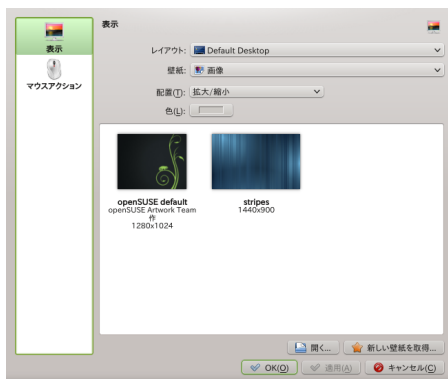 表示
マウスアクション
表示
レイアウト: Default Desktop
壁紙: 画像
配置(T): 拡大/縮小
色(L):
openSUSE default
openSUSE Artwork Team
作
1280x1024
stripes
1440x900
開く...
新しい壁紙を取得...
OK(O)
適用(A)
キャンセル(C)